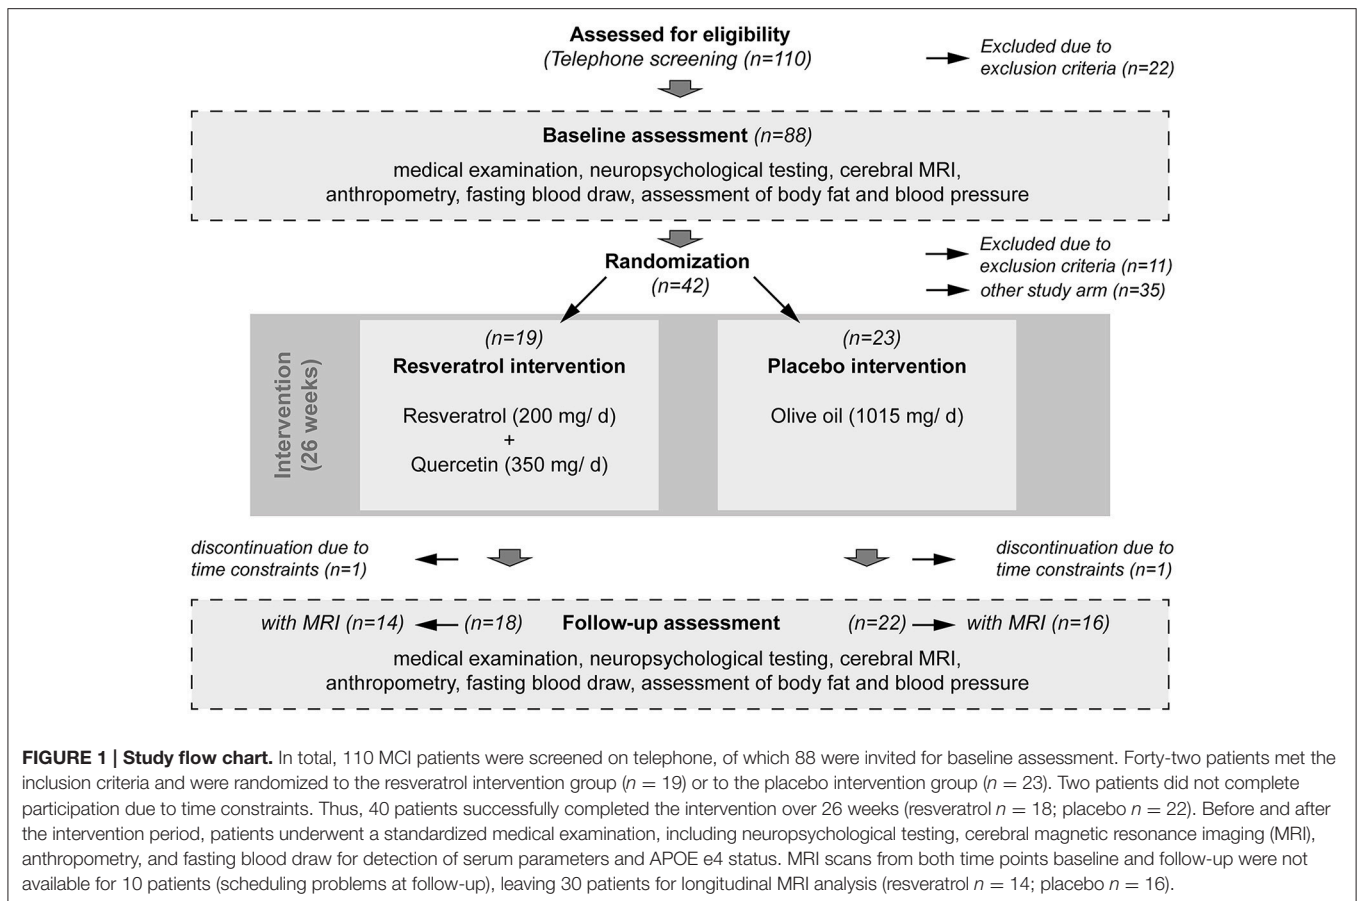 Assessed for eligibility
(Telephone screening (n=110)
Excluded due to
exclusion criteria (n=22)
Baseline assessment (n=88)
medical examination, neuropsychological testing, cerebral MRI,
anthropometry, fasting blood draw, assessment of body fat and blood pressure
Randomization
(n=42)
Excluded due to
exclusion criteria (n=11)
other study arm (n=35)
Intervention
(26 weeks)
(n=19)
Resveratrol intervention
Resveratrol (200 mg/ d)
+
Quercetin (350 mg/ d)
(n=23)
Placebo intervention
Olive oil (1015 mg/ d)
discontinuation due to
time constraints (n=1)
discontinuation due to
time constraints (n=1)
with MRI (n=14) (n=18) Follow-up assessment (n=22) with MRI (n=16)
medical examination, neuropsychological testing, cerebral MRI,
anthropometry, fasting blood draw, assessment of body fat and blood pressure
FIGURE 1 | Study flow chart. In total, 110 MCI patients were screened on telephone, of which 88 were invited for baseline assessment. Forty-two patients met the
inclusion criteria and were randomized to the resveratrol intervention group (n = 19) or to the placebo intervention group (n = 23). Two patients did not complete
participation due to time constraints. Thus, 40 patients successfully completed the intervention over 26 weeks (resveratrol n = 18; placebo n = 22). Before and after
the intervention period, patients underwent a standardized medical examination, including neuropsychological testing, cerebral magnetic resonance imaging (MRI),
anthropometry, and fasting blood draw for detection of serum parameters and APOE e4 status. MRI scans from both time points baseline and follow-up were not
available for 10 patients (scheduling problems at follow-up), leaving 30 patients for longitudinal MRI analysis (resveratrol n = 14; placebo n = 16).